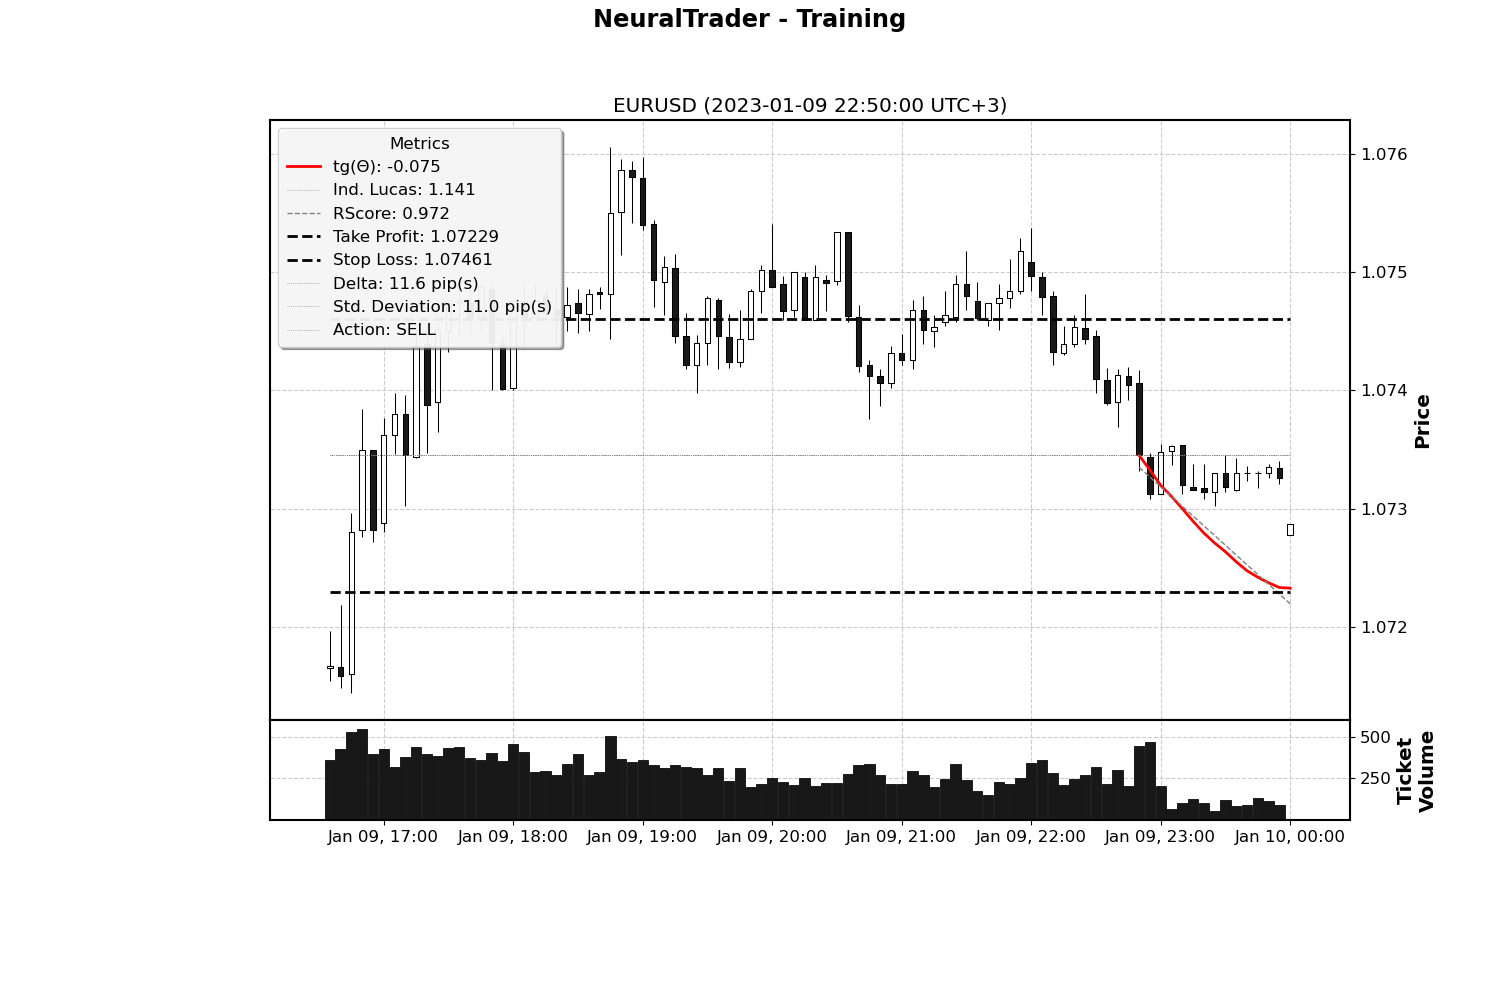 NeuralTrader - Training
EURUSD (2023-01-09 22:50:00 UTC+3)
Metrics
tg(Θ): -0.075
Ind. Lucas: 1.141
RScore: 0.972
Take Profit: 1.07229
Stop Loss: 1.07461
Delta: 11.6 pip(s)
Std. Deviation: 11.0 pip(s)
Action: SELL
1.076
1.075
1.074
1.073
1.072
Price
500
250
Ticket
Volume
Jan 09, 17:00 Jan 09, 18:00 Jan 09, 19:00 Jan 09, 20:00 Jan 09, 21:00 Jan 09, 22:00 Jan 09, 23:00 Jan 10, 00:00